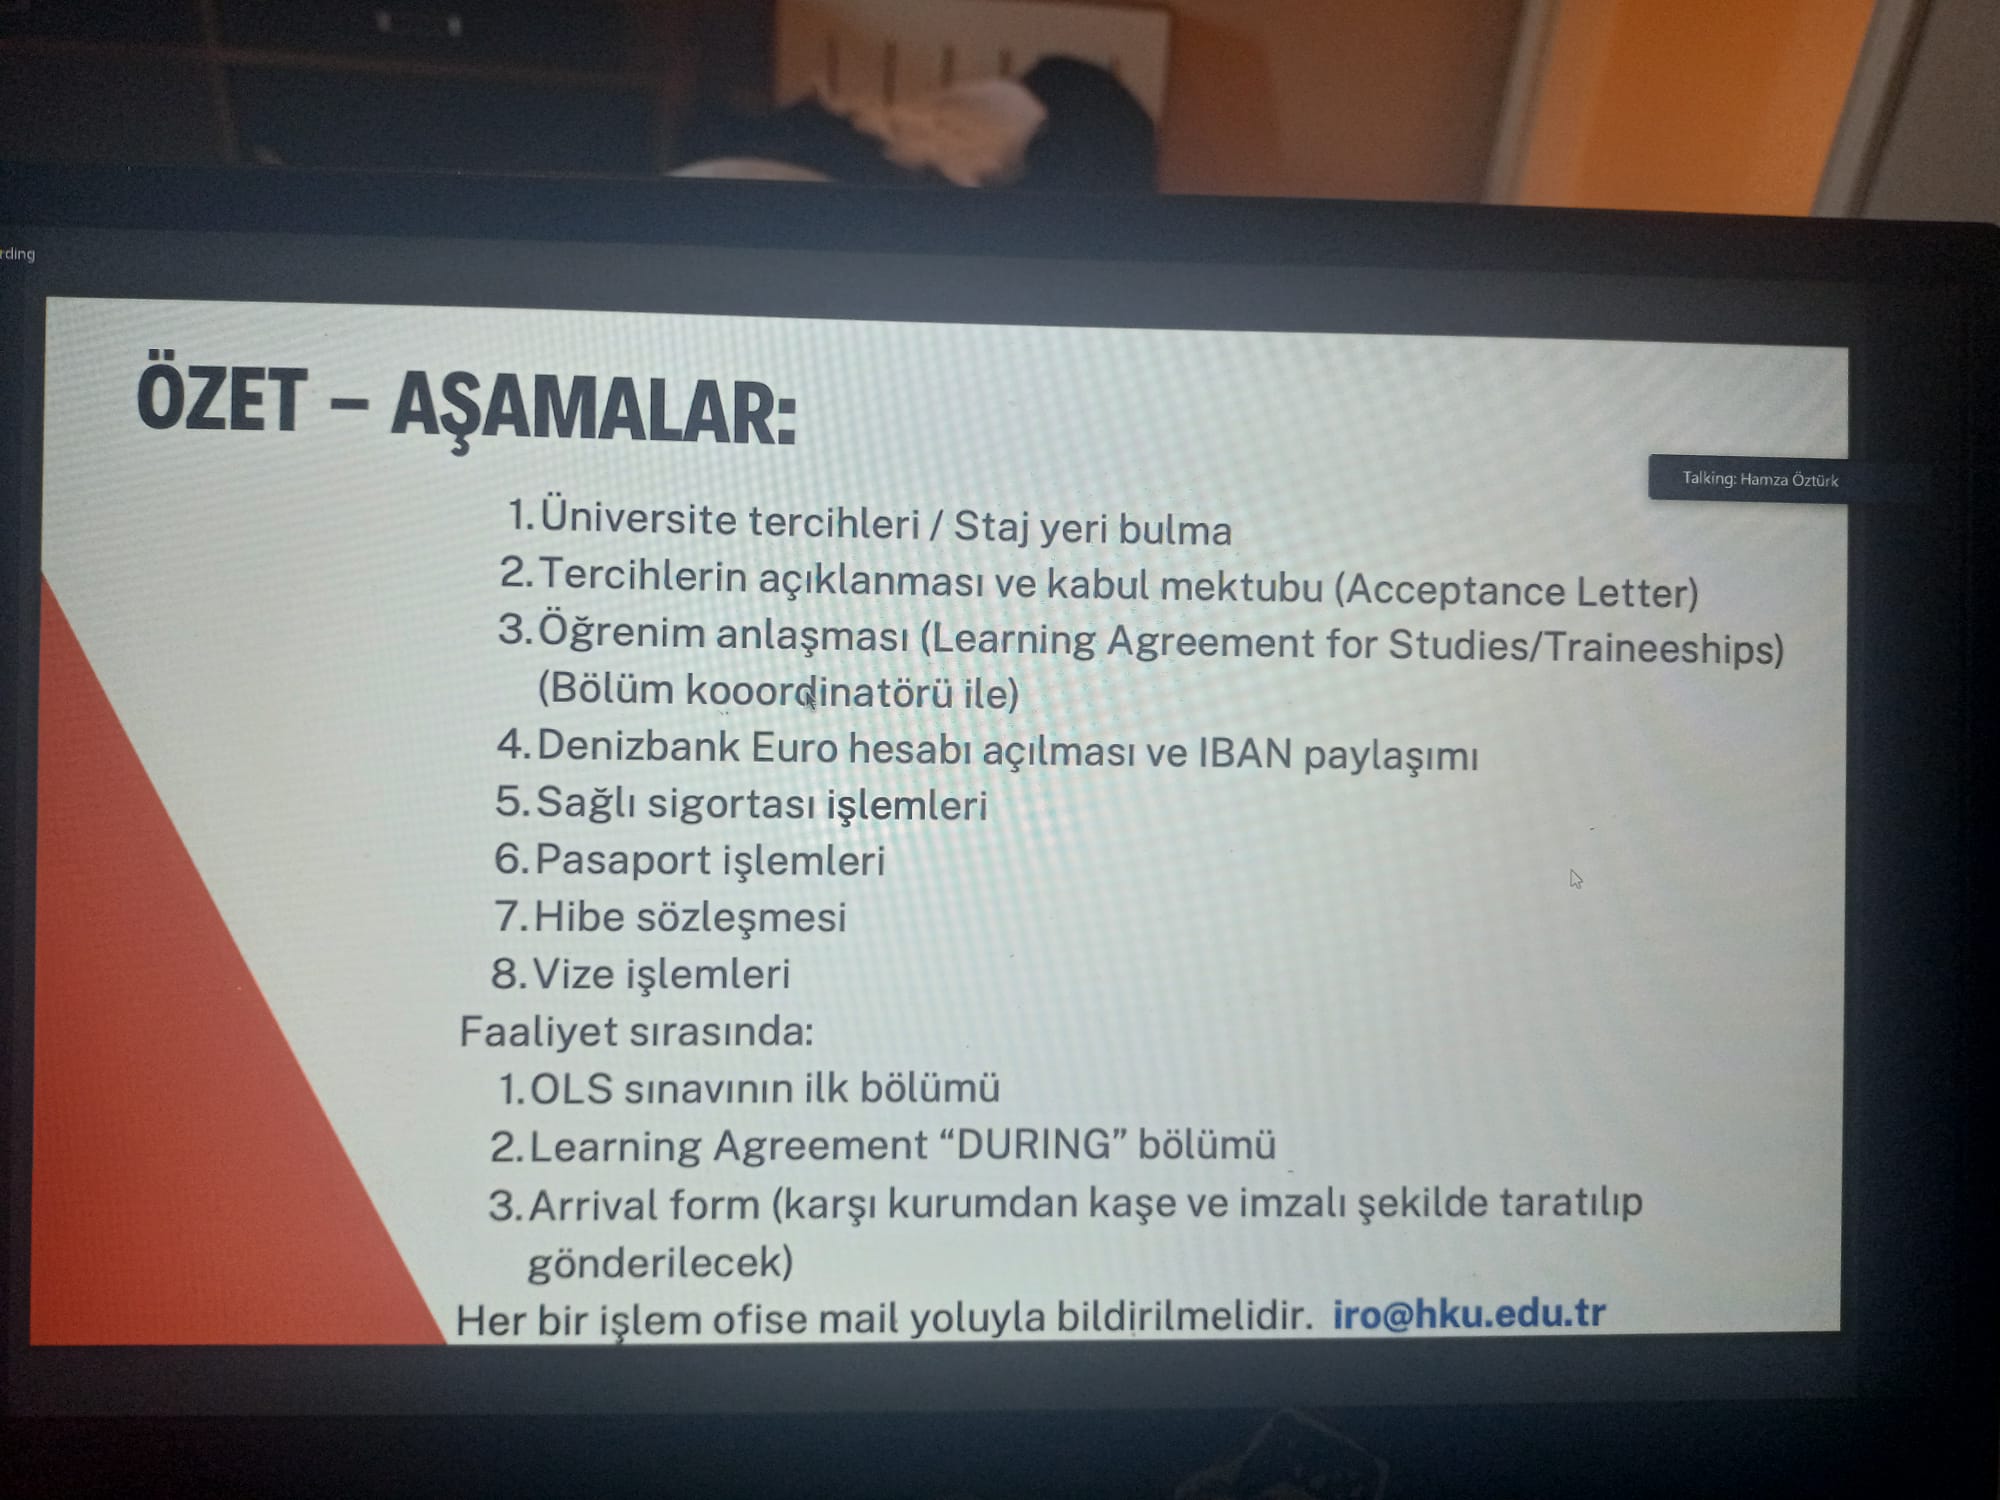 rding
ÖZET – AŞAMALAR:
Talking: Hamza Öztürk
1. Üniversite tercihleri / Staj yeri bulma
2. Tercihlerin açıklanması ve kabul mektubu (Acceptance Letter)
3. Öğrenim anlaşması (Learning Agreement for Studies/Traineeships)
(Bölüm kooordinatörü ile)
4. Denizbank Euro hesabı açılması ve IBAN paylaşımı
5. Sağlı sigortası işlemleri
6. Pasaport işlemleri
7. Hibe sözleşmesi
8. Vize işlemleri
Faaliyet sırasında:
1. OLS sınavının ilk bölümü
2. Learning Agreement “DURING” bölümü
3. Arrival form (karşı kurumdan kaşe ve imzalı şekilde taratılıp
gönderilecek)
Her bir işlem ofise mail yoluyla bildirilmelidir. iro@hku.edu.tr